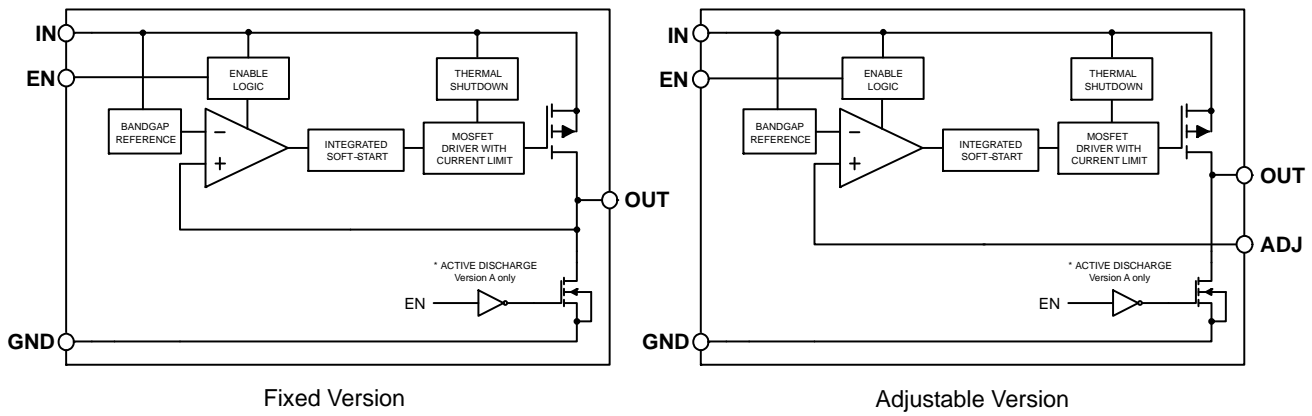 IN
EN
ENABLE
LOGIC
THERMAL
SHUTDOWN
BANDGAP
REFERENCE
−
+
INTEGRATED
SOFT−START
MOSFET
DRIVER WITH
CURRENT LIMIT
OUT
* ACTIVE DISCHARGE
Version A only
EN
GND
Fixed Version
IN
EN
ENABLE
LOGIC
THERMAL
SHUTDOWN
BANDGAP
REFERENCE
−
+
INTEGRATED
SOFT−START
MOSFET
DRIVER WITH
CURRENT LIMIT
OUT
ADJ
* ACTIVE DISCHARGE
Version A only
EN
GND
Adjustable Version